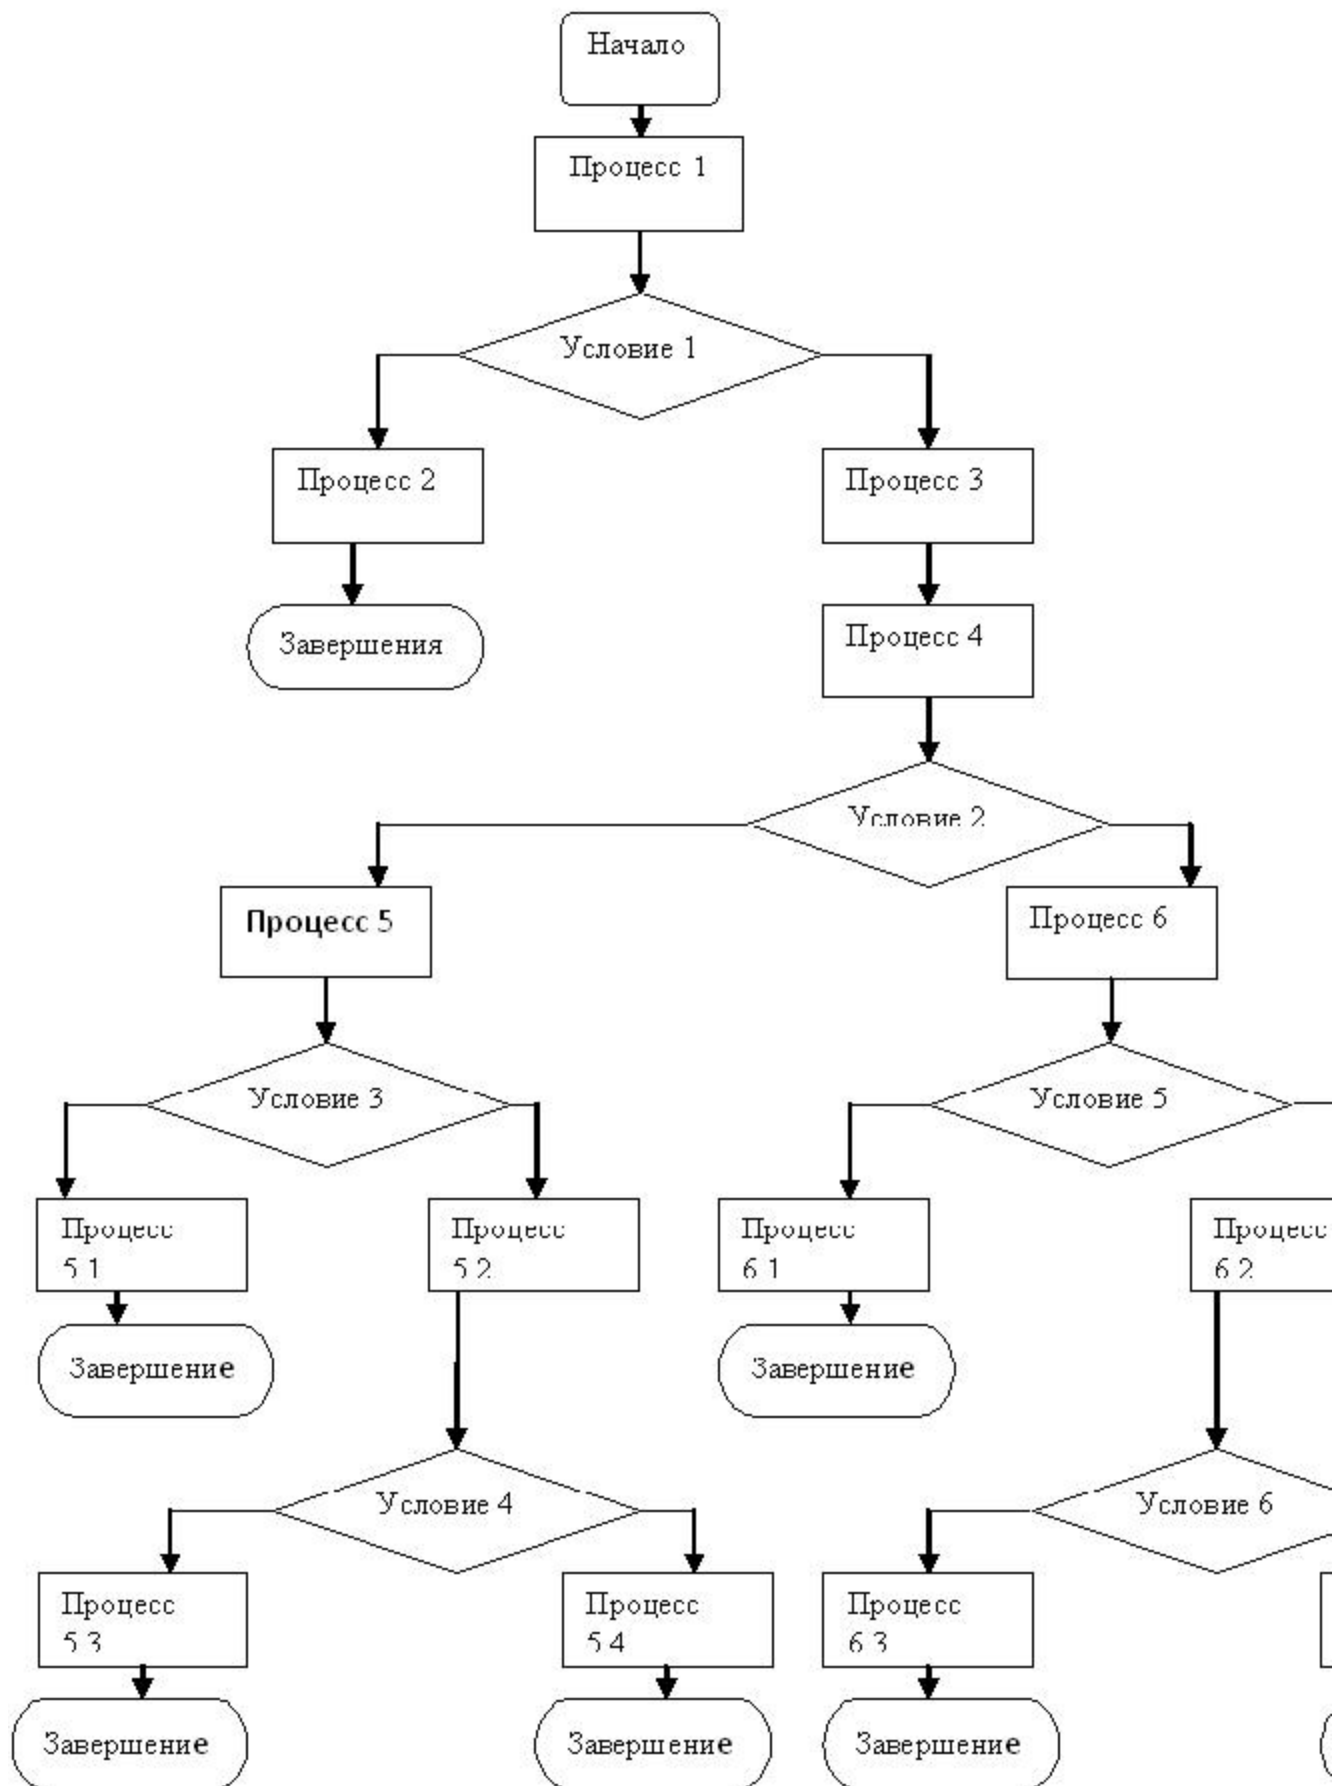 Начало
Процесс 1
Условие 1
Процесс 2
Процесс 3
Завершения
Процесс 4
Условие 2
Процесс 5
Процесс 6
Условие 3
Условие 5
Процесс
5.1
Процесс
5.2
Процесс
6.1
Процесс
6.2
Завершение
Завершение
Условие 4
Условие 6
Процесс
5.3
Процесс
5.4
Процесс
6.3
Завершение
Завершение
Завершение